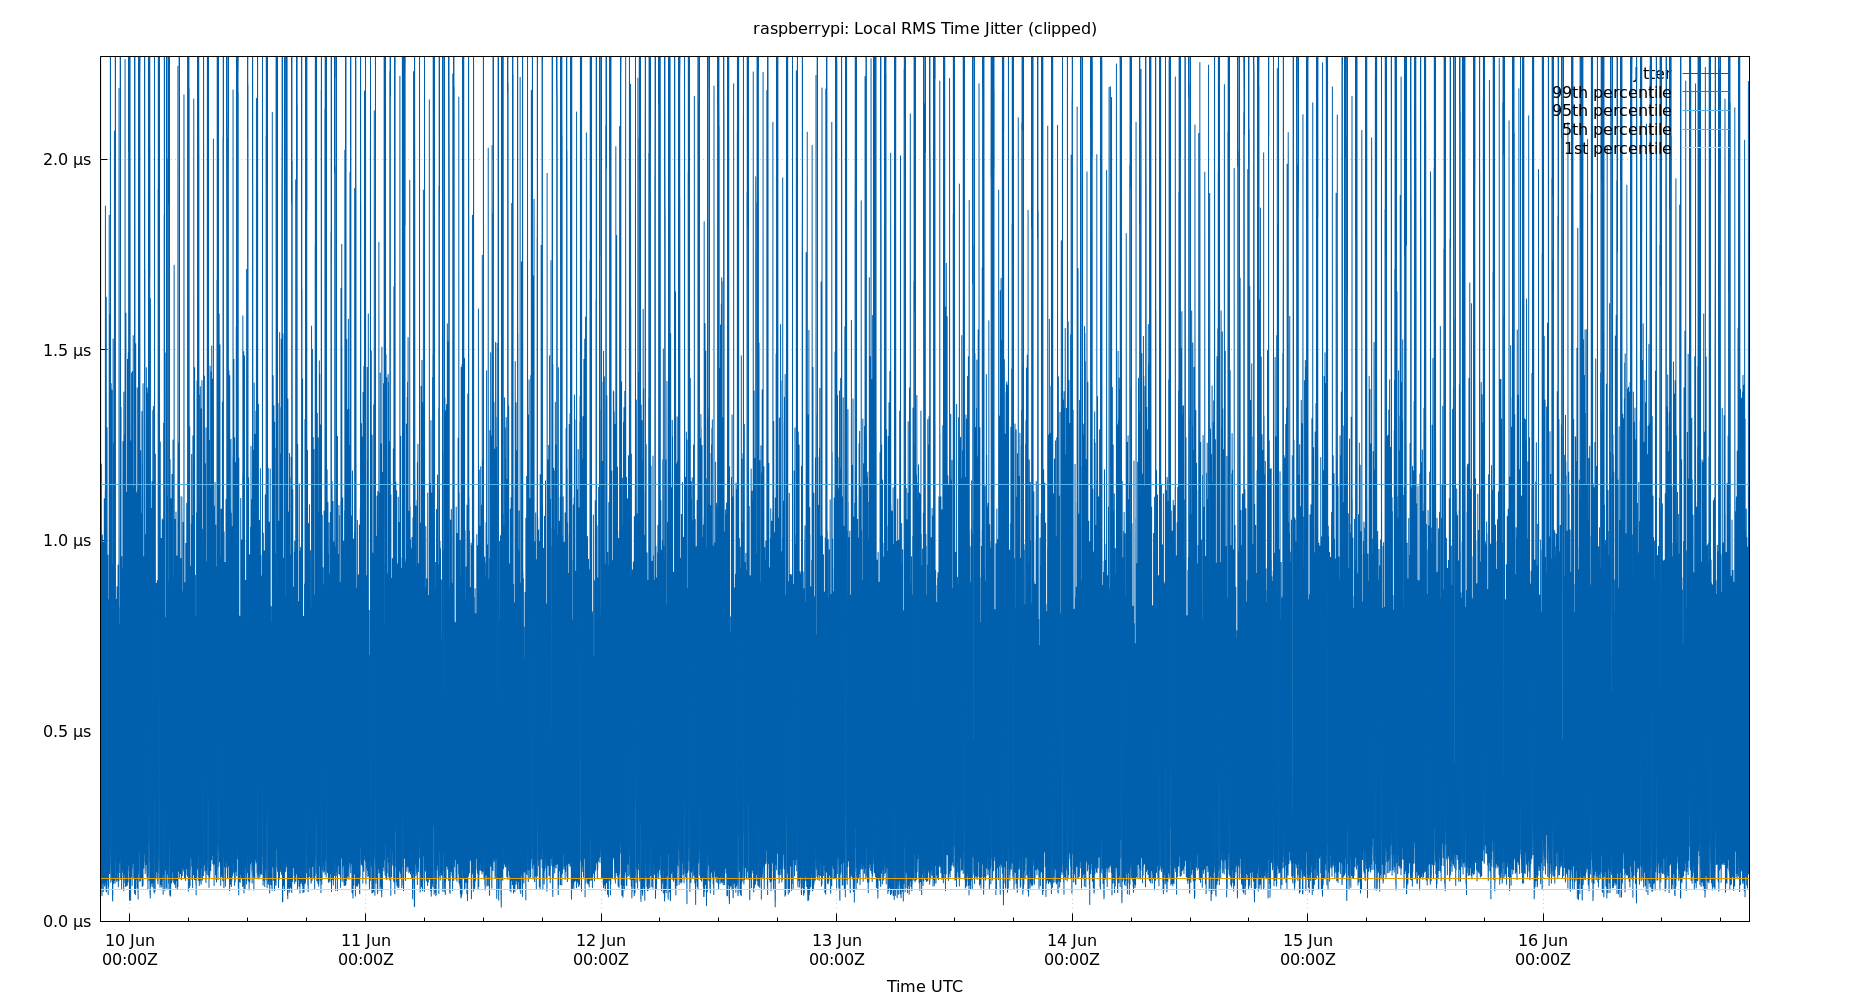 raspberrypi: Local RMS Time Jitter (clipped)
jitter
99th percentile
95th percentile
5th percentile
1st percentile
2.0 μs
1.5 μs
1.0 μs
0.5 μs
0.0 μs
10 Jun 11 Jun 12 Jun 13 Jun 14 Jun 15 Jun 16 Jun
00:00Z 00:00Z 00:00Z 00:00Z 00:00Z 00:00Z 00:00Z
Time UTC